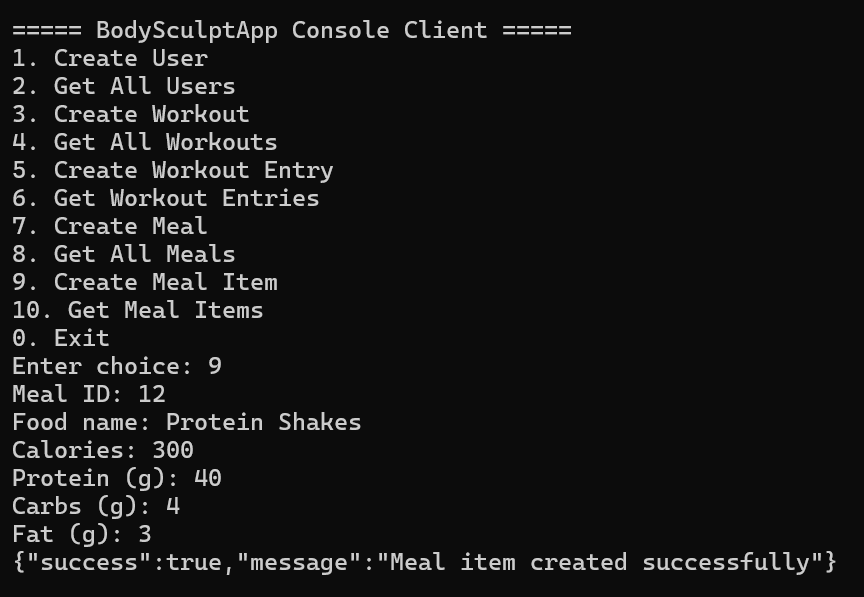 ===== BodySculptApp Console Client =====
1. Create User
2. Get All Users
3. Create Workout
4. Get All Workouts
5. Create Workout Entry
6. Get Workout Entries
7. Create Meal
8. Get All Meals
9. Create Meal Item
10. Get Meal Items
0. Exit
Enter choice: 9
Meal ID: 12
Food name: Protein Shakes
Calories: 300
Protein (g): 40
Carbs (g): 4
Fat (g): 3
{"success":true,"message":"Meal item created successfully"}